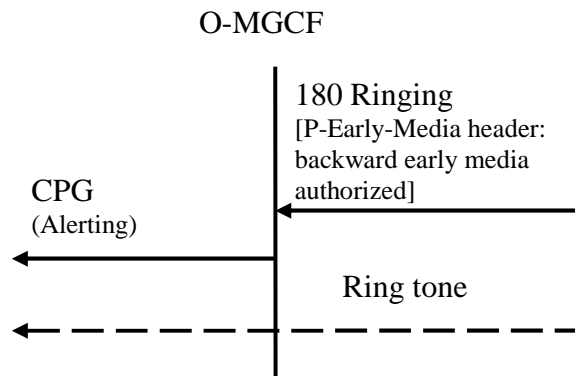 O-MGCF
180 Ringing
[P-Early-Media header:
backward early media
authorized]
CPG
(Alerting)
Ring tone